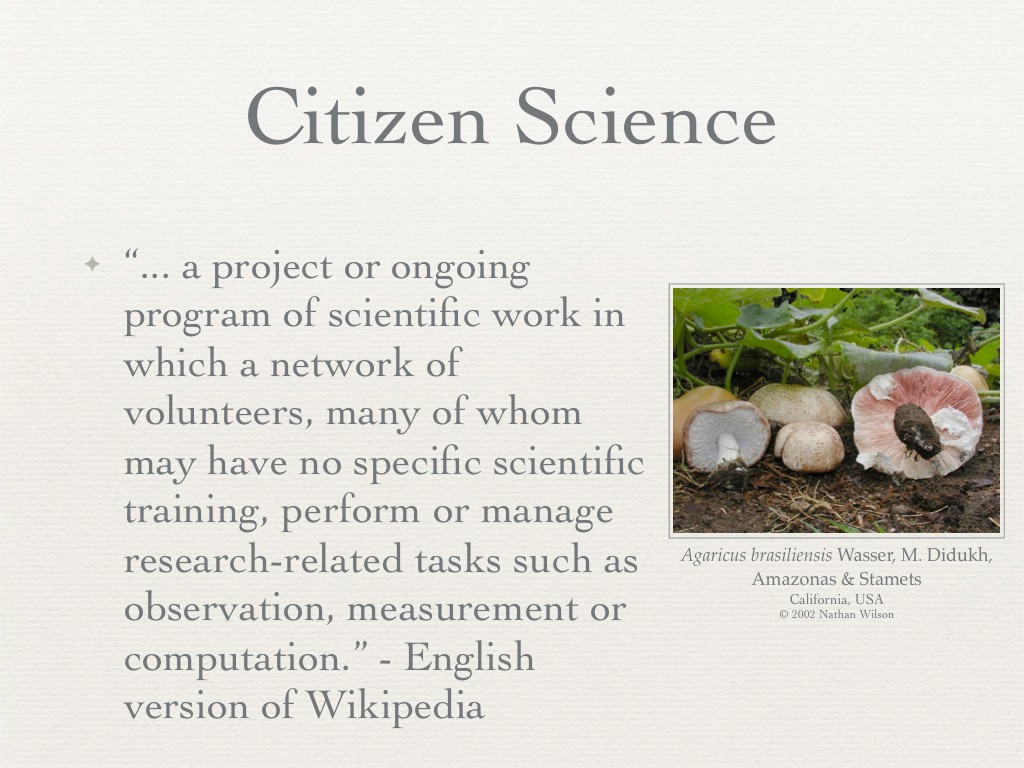 Citizen Science
“... a project or ongoing
program of scientific work in
which a network of
volunteers, many of whom
may have no specific scientific
training, perform or manage
research-related tasks such as
observation, measurement or
computation.” - English
version of Wikipedia
Agaricus brasiliensis Wasser, M. Didukh,
Amazonas & Stamets
California, USA
© 2002 Nathan Wilson